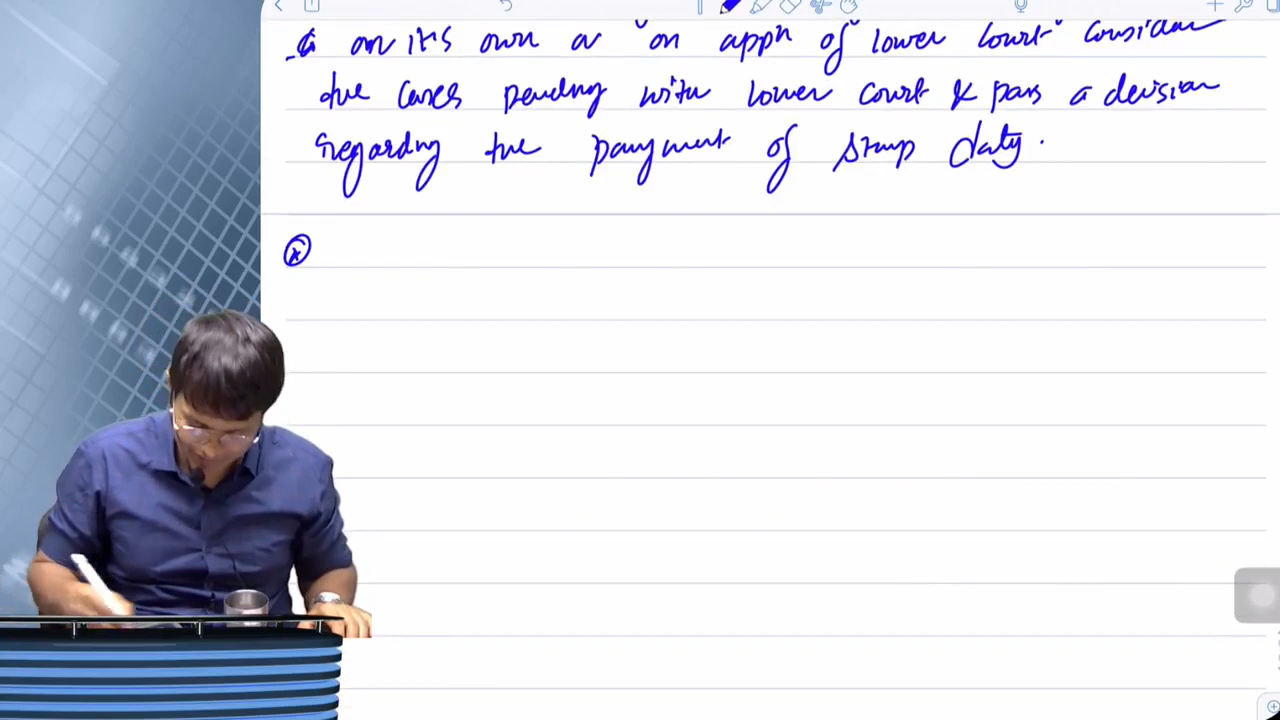 on it's own or "on appn of lower court" consider
the cases pending with lower court & pass a decision
regarding the payment of stamp duty.